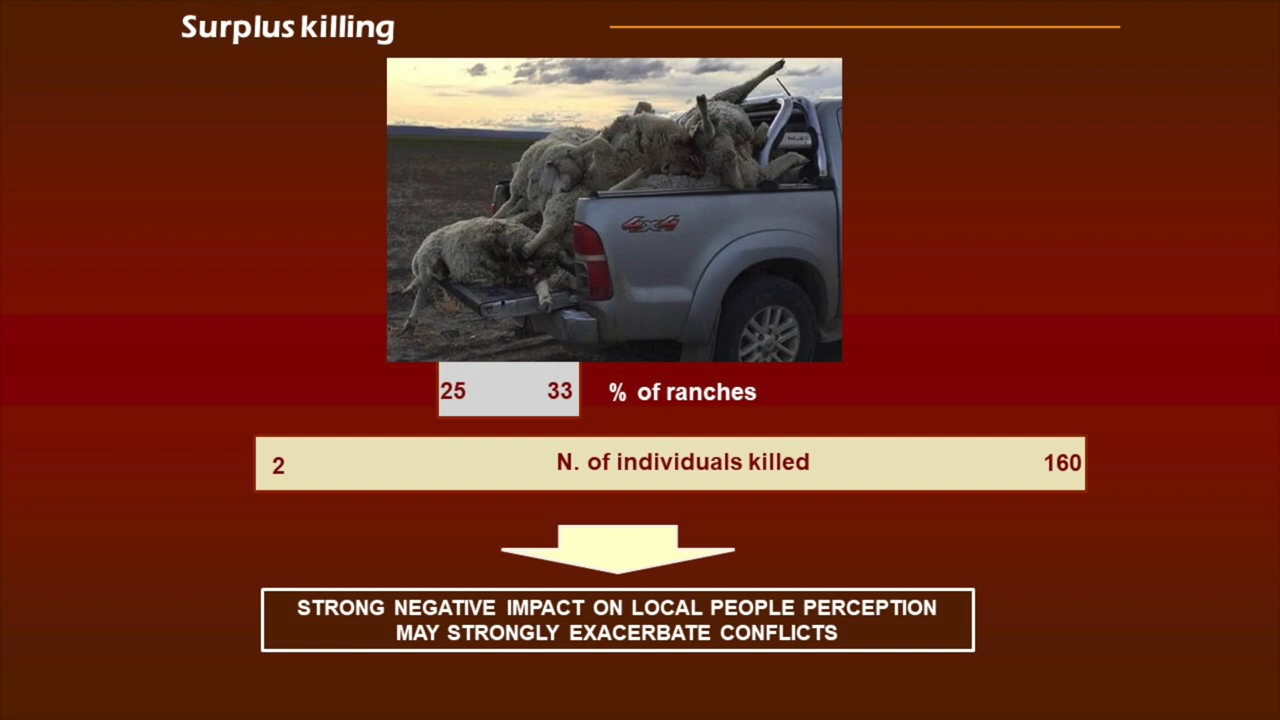 Surplus killing
4x4
25 33 % of ranches
2 N. of individuals killed 160
STRONG NEGATIVE IMPACT ON LOCAL PEOPLE PERCEPTION
MAY STRONGLY EXACERBATE CONFLICTS